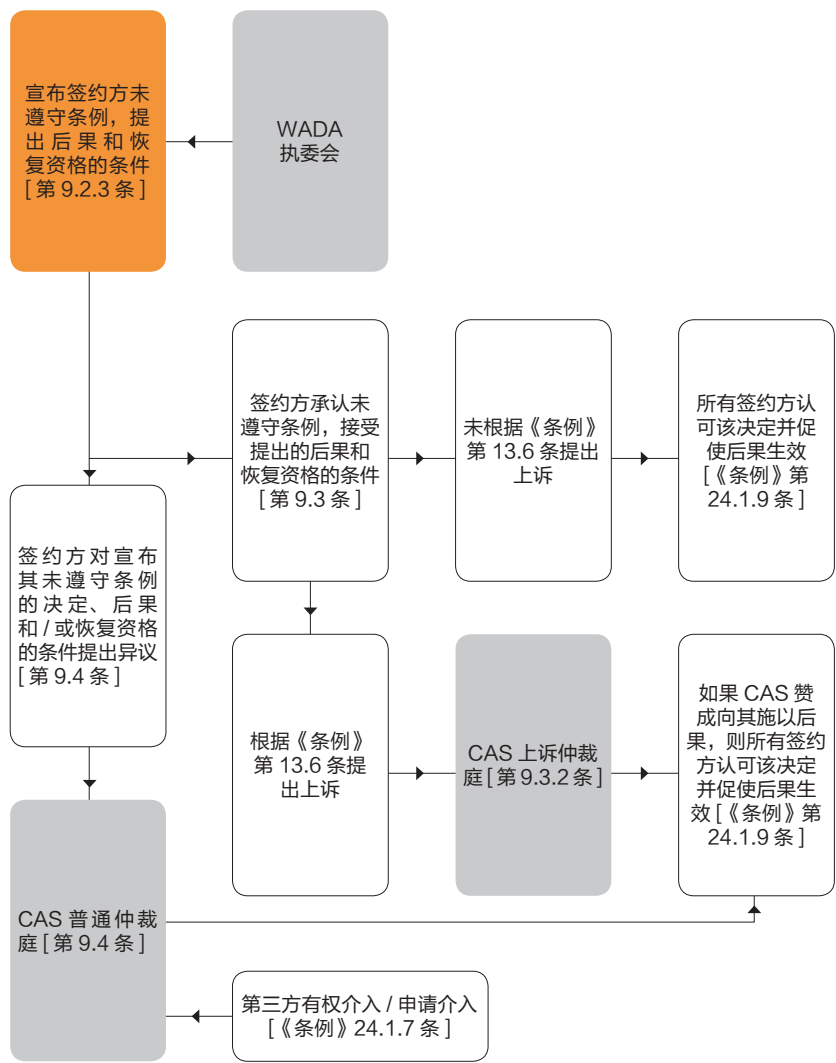 宣布签约方未
遵守条例，提
出后果和恢
复资格的条件
[第 9.2.3 条]
WADA
执委会
签约方承认未
遵守条例，接受
提出的后果和
恢复资格的条件
[第 9.3 条]
未根据《条例》
第 13.6 条提出
上诉
所有签约方认
可该决定并促
使后果生效
[《条例》第
24.1.9 条]
签约方对宣布
其未遵守条例
的决定、后果
和 / 或恢复资格
的条件提出异议
[第 9.4 条]
根据《条例》
第 13.6 条提
出上诉
CAS 上诉仲裁
庭[第 9.3.2 条]
如果 CAS 赞
成向其施以后
果，则所有签约
方认可该决定
并促使后果生
效 [《条例》第
24.1.9 条]
CAS 普通仲裁
庭[第 9.4 条]
第三方有权介入 / 申请介入
[《条例》24.1.7 条]